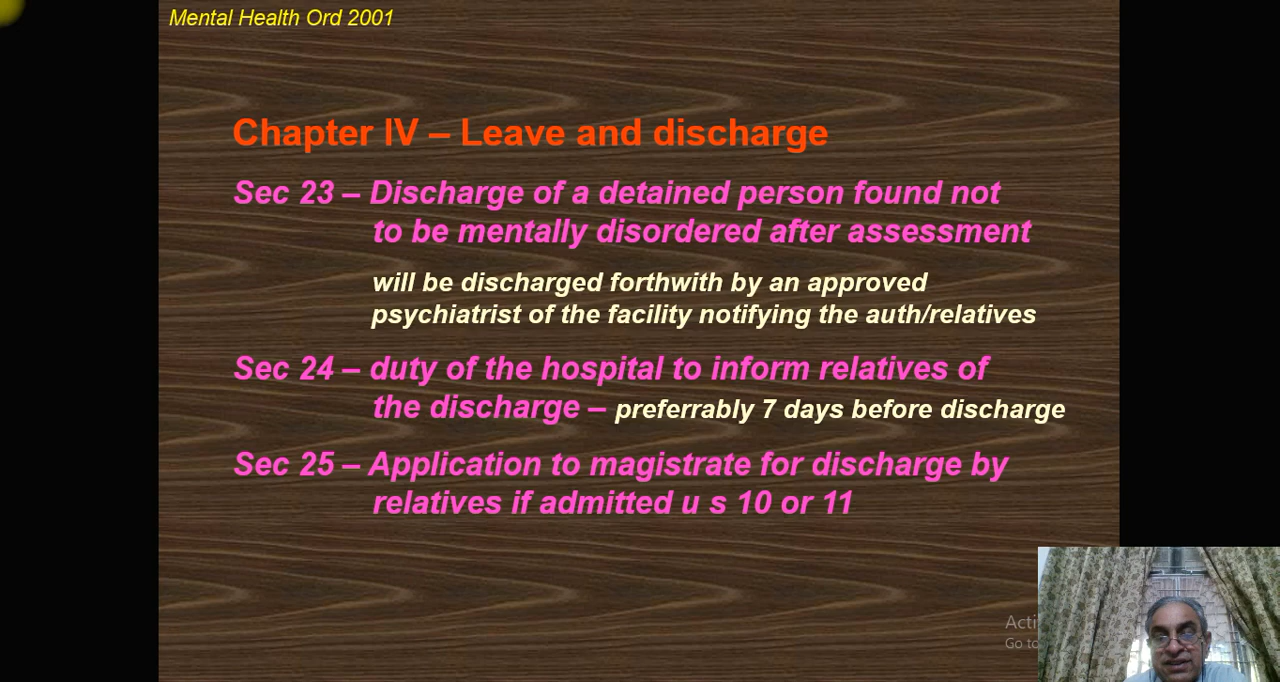 Mental Health Ord 2001
Chapter IV – Leave and discharge
Sec 23 – Discharge of a detained person found not
to be mentally disordered after assessment
will be discharged forthwith by an approved
psychiatrist of the facility notifying the auth/relatives
Sec 24 – duty of the hospital to inform relatives of
the discharge – preferrably 7 days before discharge
Sec 25 – Application to magistrate for discharge by
relatives if admitted u s 10 or 11
Acti
Go to